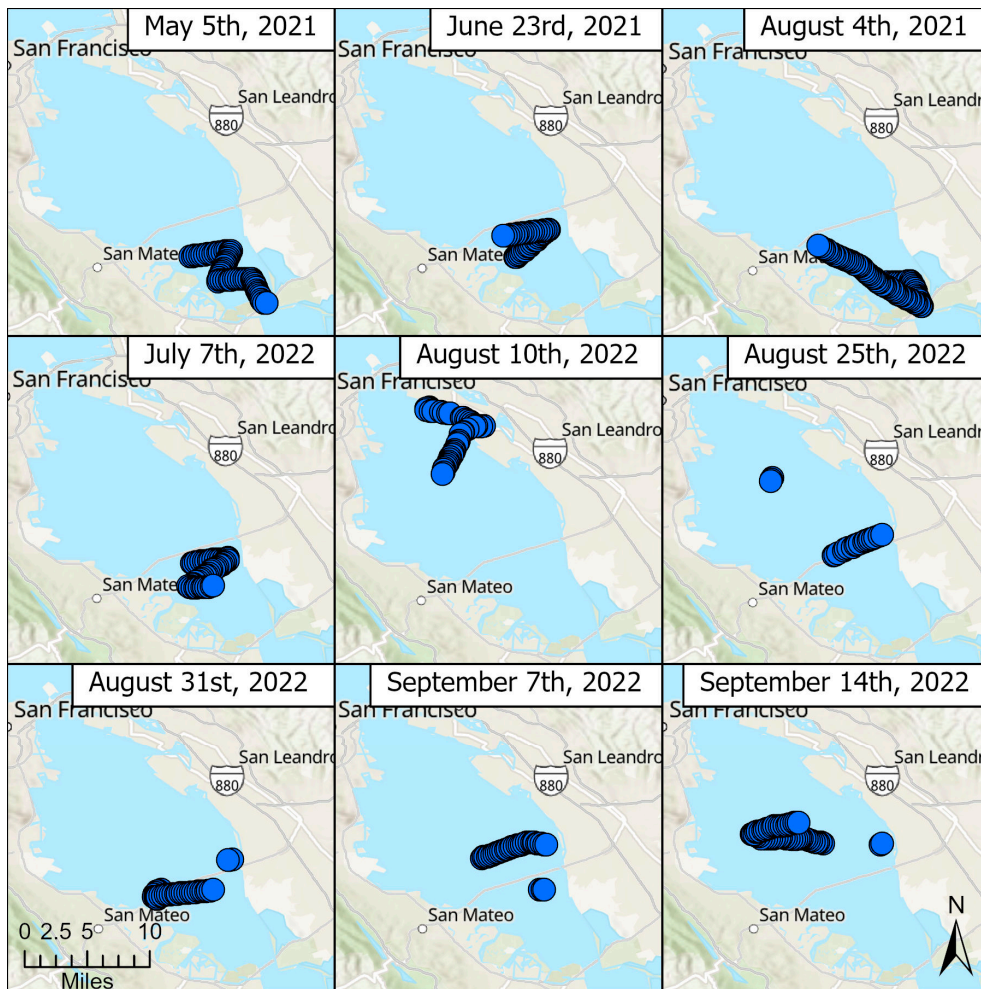 May 5th, 2021
San Francisco
San Leandro
880
San Mateo
June 23rd, 2021
San Francisco
San Leandro
880
San Mateo
August 4th, 2021
San Francisco
San Leandro
880
San Mateo
July 7th, 2022
San Francisco
San Leandro
880
San Mateo
August 10th, 2022
San Francisco
San Leandro
880
San Mateo
August 25th, 2022
San Francisco
San Leandro
880
San Mateo
August 31st, 2022
San Francisco
San Leandro
880
San Mateo
0 2.5 5 10
Miles
September 7th, 2022
San Francisco
San Leandro
880
San Mateo
September 14th, 2022
San Francisco
San Leandro
880
San Mateo
N